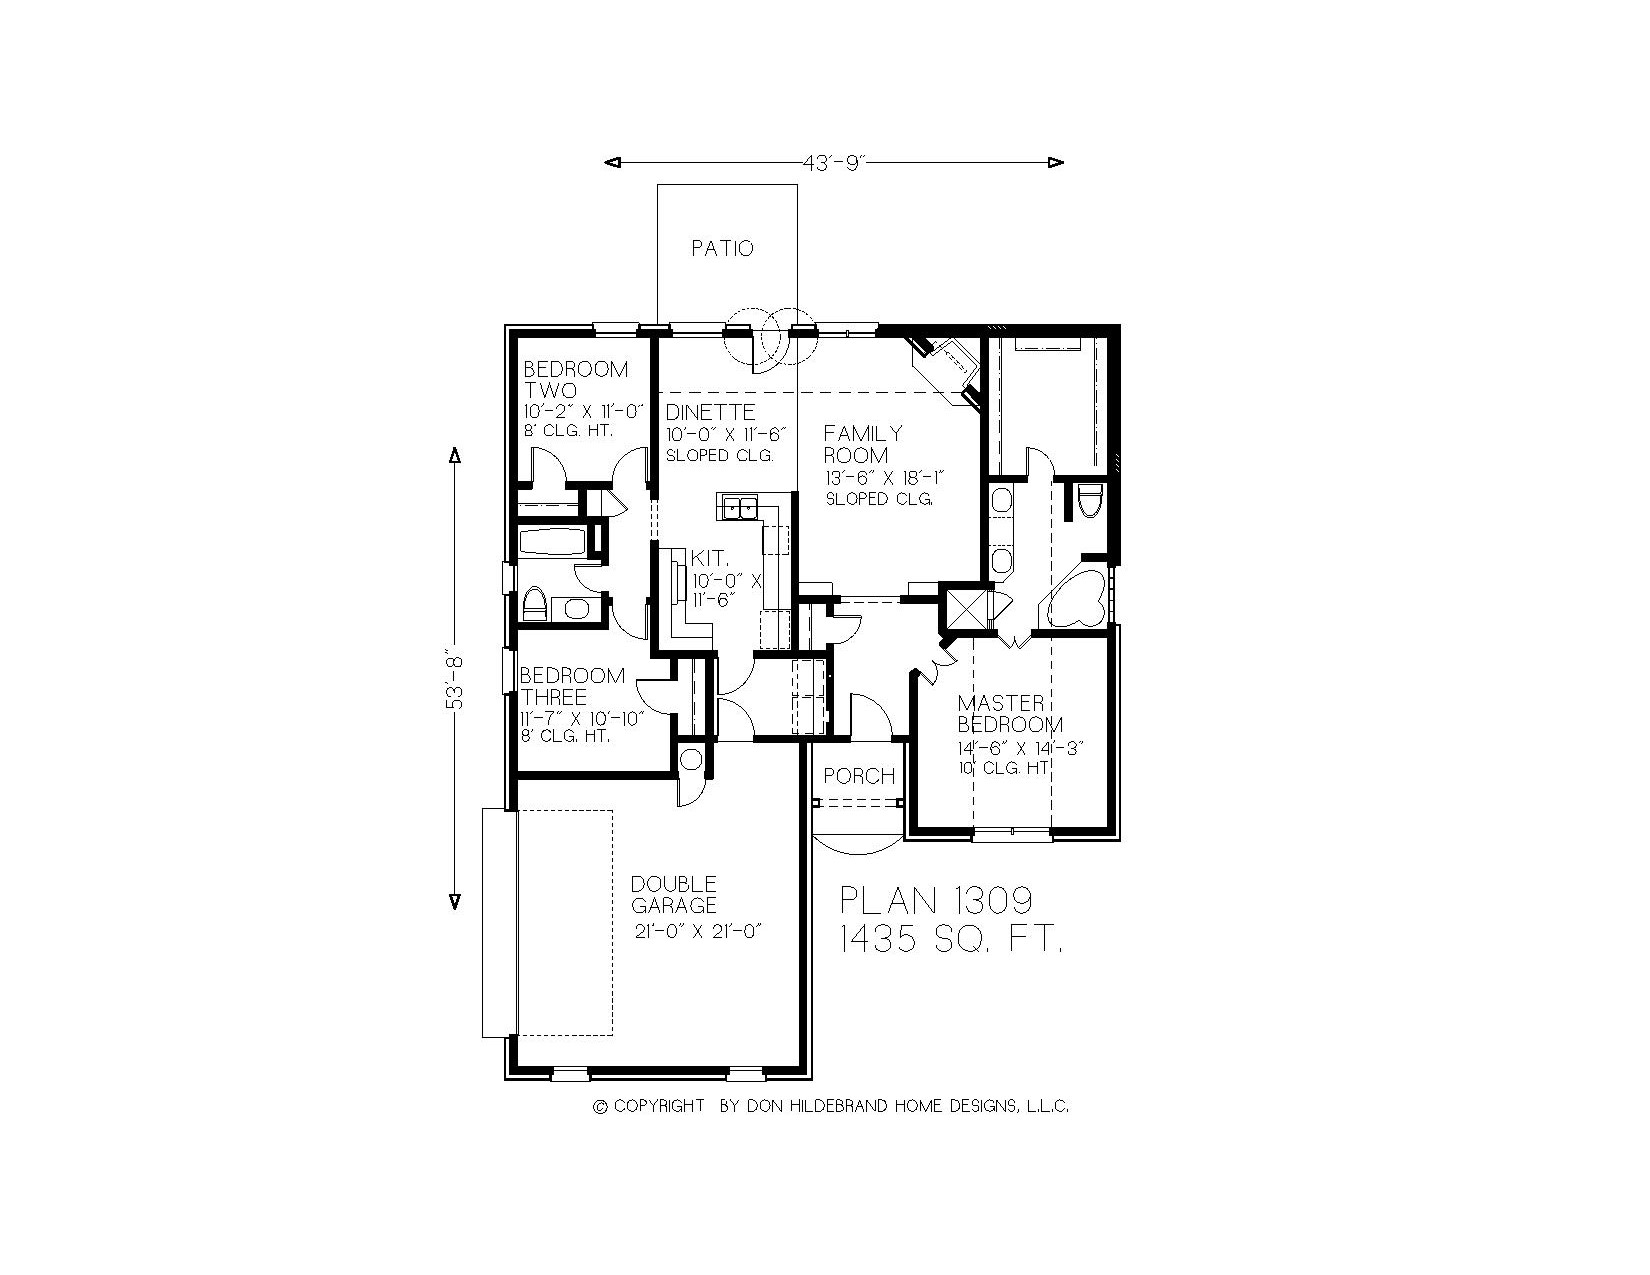 43'-9"
PATIO
BEDROOM
TWO
10'-2" X 11'-0"
8' CLG. HT.
DINETTE
10'-0" X 11'-6"
SLOPED CLG.
FAMILY
ROOM
13'-6" X 18'-1"
SLOPED CLG.
KIT.
10'-0" X
11'-6"
53'-8"
BEDROOM
THREE
11'-7" X 10'-10"
8' CLG. HT.
MASTER
BEDROOM
14'-6" X 14'-3"
10' CLG. HT
PORCH
DOUBLE
GARAGE
21'-0" X 21'-0"
PLAN 1309
1435 SQ. FT.
© COPYRIGHT BY DON HILDEBRAND HOME DESIGNS, L.L.C.